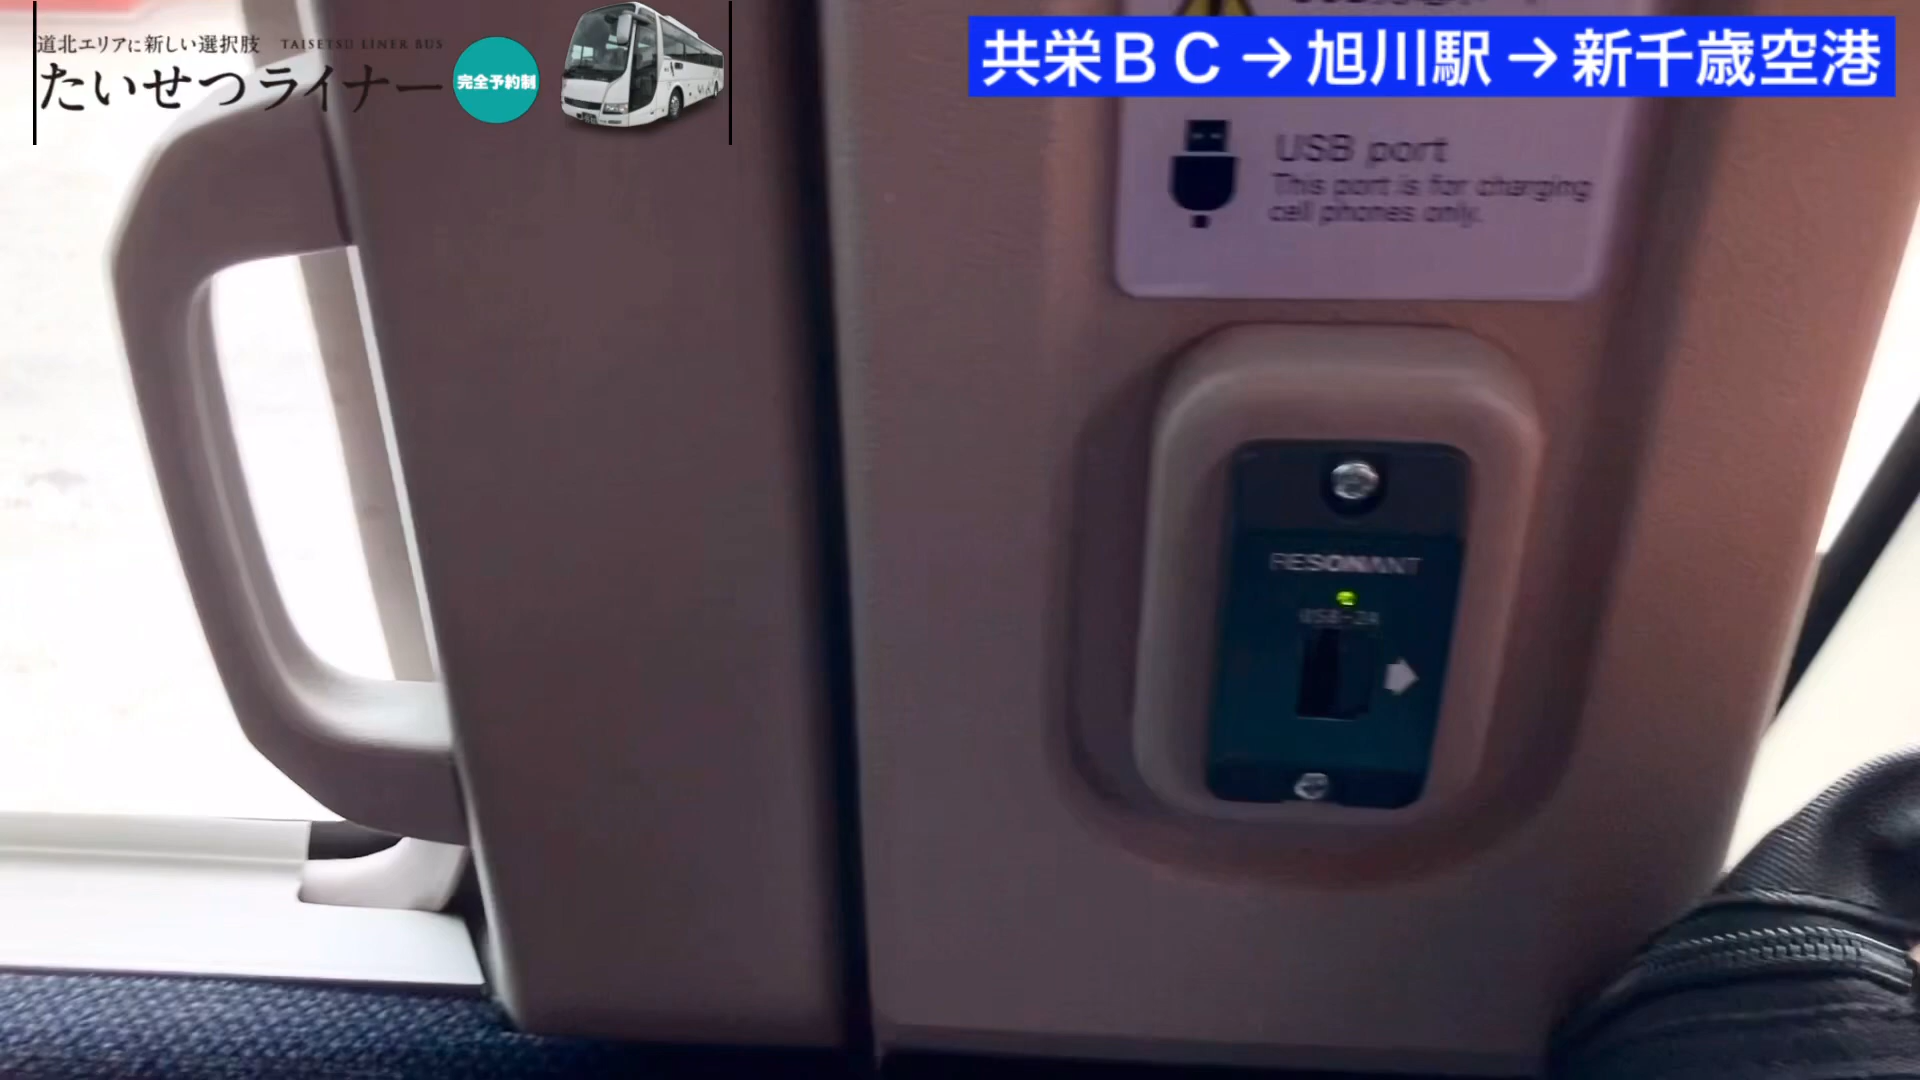 道北エリアに新しい選択肢 TAISETSU LINER BUS
たいせつライナー
完全予約制
共栄BC→旭川駅→新千歳空港
USB port
This port is for charging
cell phones only.
RESONANT
USB-2A